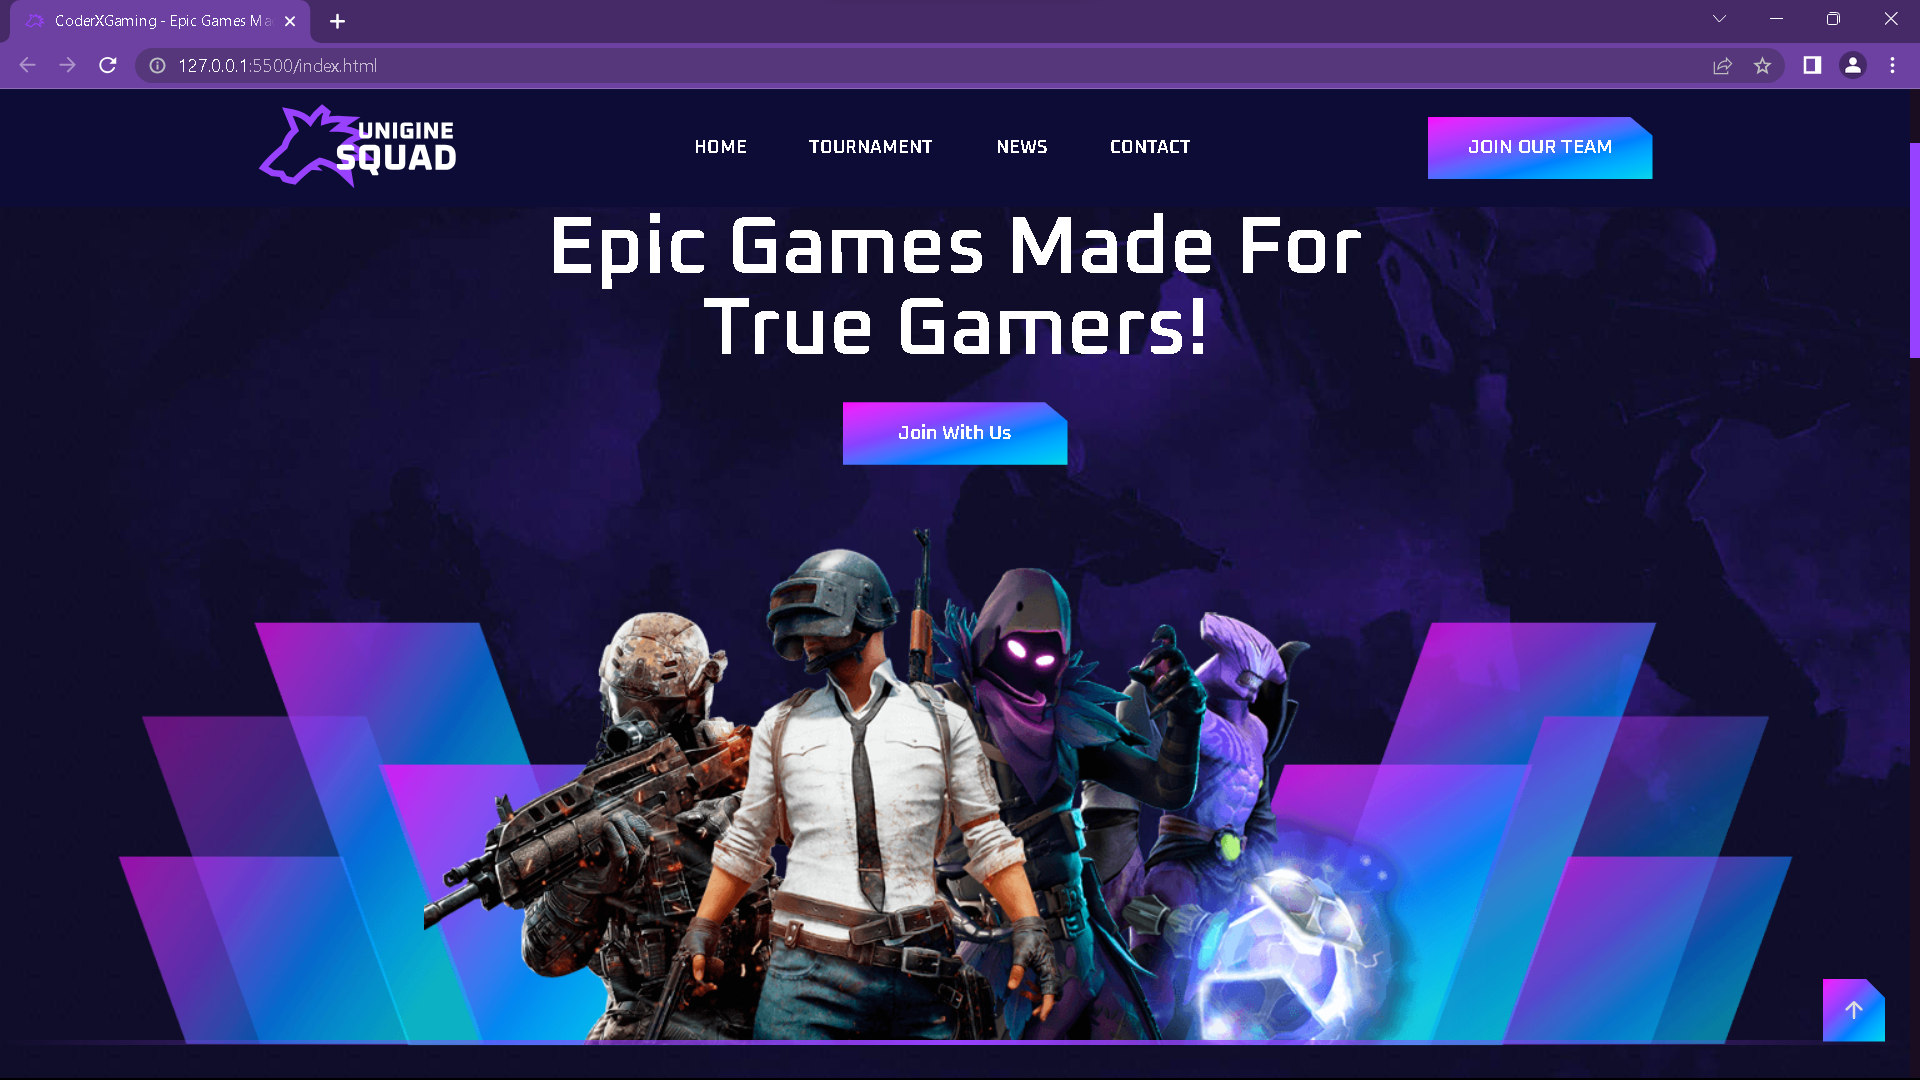 CoderXGaming - Epic Games Ma
127.0.0.1:5500/index.html
UNIGINE
SQUAD
HOME
TOURNAMENT
NEWS
CONTACT
JOIN OUR TEAM
Epic Games Made For
True Gamers!
Join With Us